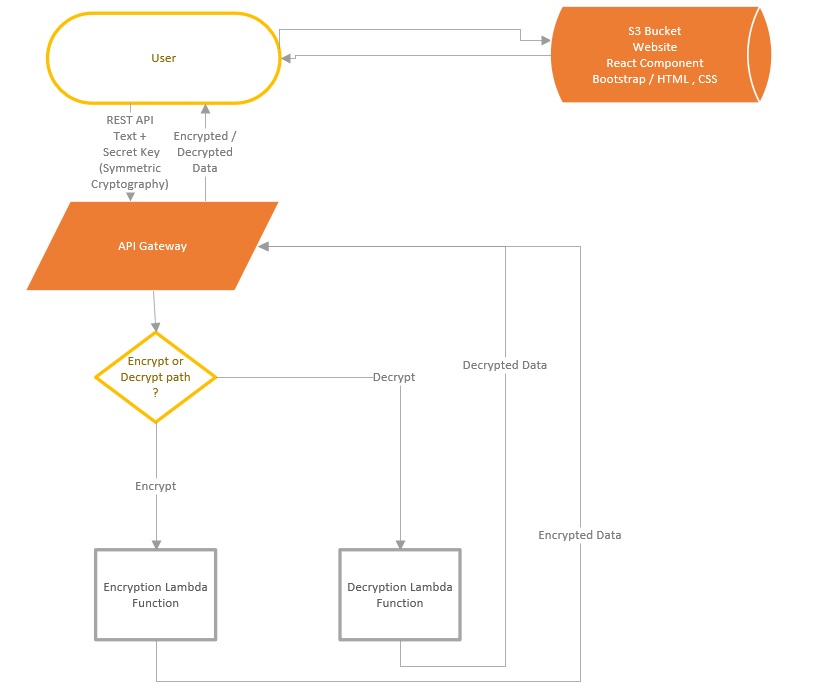 User
S3 Bucket
Website
React Component
Bootstrap / HTML , CSS
REST API
Text +
Secret Key
(Symmetric
Cryptography)
Encrypted /
Decrypted
Data
API Gateway
Encrypt or
Decrypt path
?
Decrypt
Decrypted Data
Encrypt
Encrypted Data
Encryption Lambda
Function
Decryption Lambda
Function